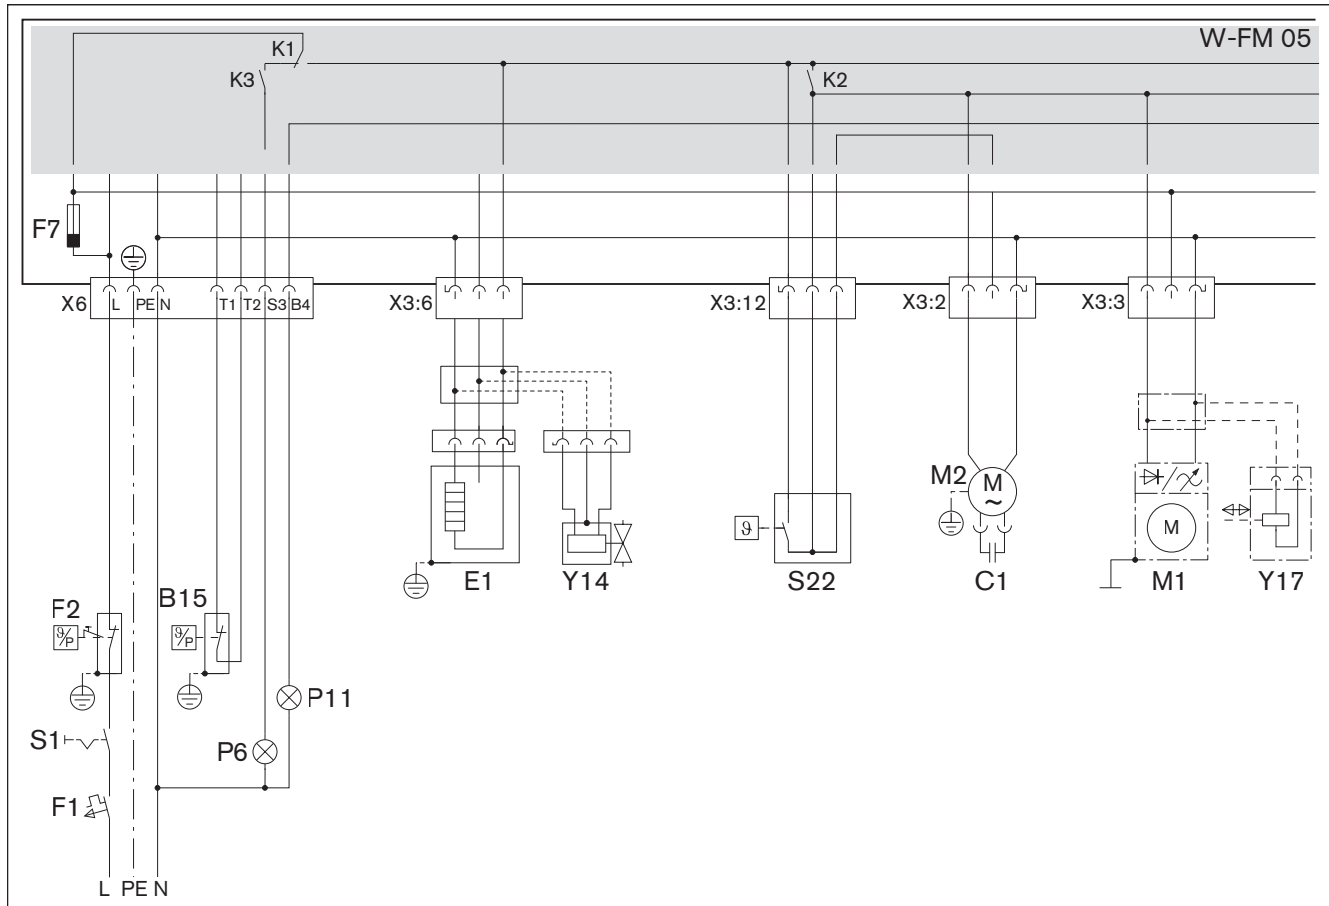 W-FM 05
K1
K3
K2
F7
X6
L
PE
N
T1
T2
S3
B4
X3:6
X3:12
X3:2
X3:3
M2
M
~
M
ϑ
E1
Y14
S22
C1
M1
Y17
F2
ϑ/P
B15
ϑ/P
P11
S1
P6
F1
L PE N